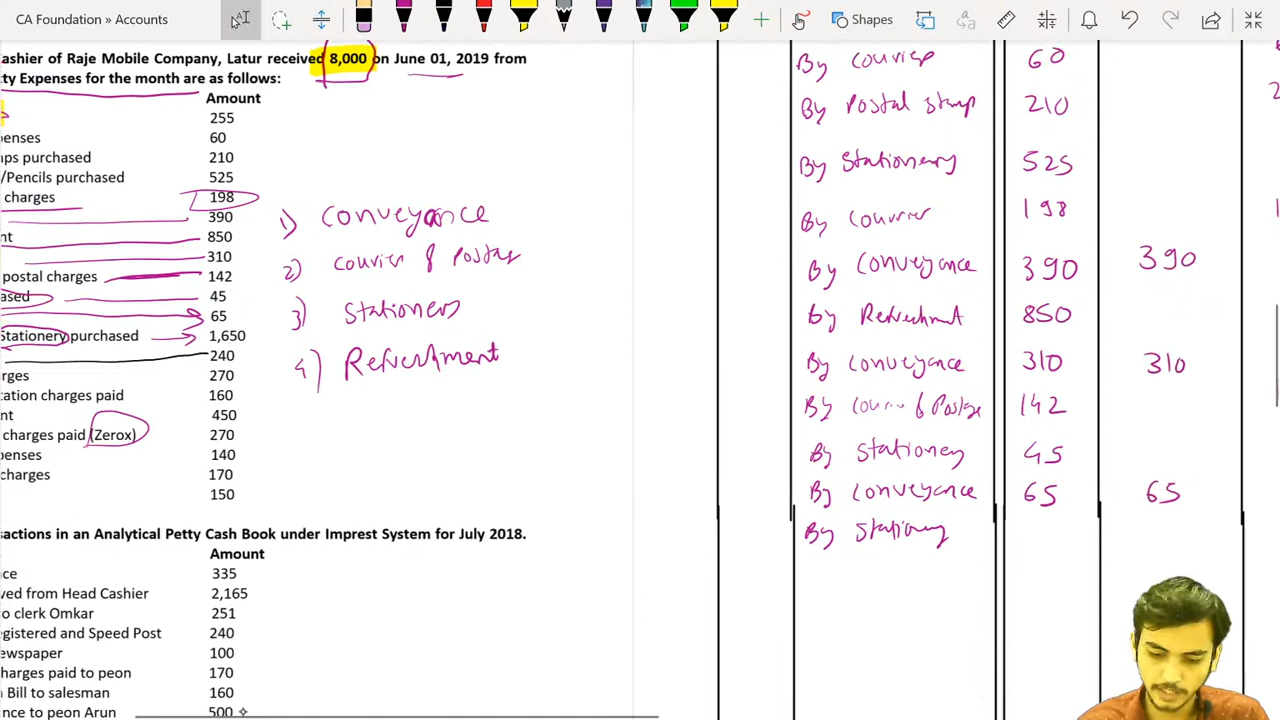 CA Foundation » Accounts
Shapes
ashier of Raje Mobile Company, Latur received 8,000 on June 01, 2019 from
ty Expenses for the month are as follows:
Amount
255
penses 60
nps purchased 210
/Pencils purchased 525
charges 198
390
nt 850
310
postal charges 142
ased 45
65
Stationery purchased 1,650
240
rges 270
tation charges paid 160
nt 450
charges paid (Zerox) 270
penses 140
charges 170
150
1) Conveyance
2) Courier & Postag
3) Stationery
4) Refreshment
sactions in an Analytical Petty Cash Book under Imprest System for July 2018.
Amount
ce 335
ved from Head Cashier 2,165
o clerk Omkar 251
egistered and Speed Post 240
ewspaper 100
harges paid to peon 170
n Bill to salesman 160
nce to peon Arun 500
By Courier 60
By Postal stamp 210
By Stationery 525
By Courier 198
By Conveyance 390 390
By Refreshment 850
By Conveyance 310 310
By Courier & Postage 142
By Stationery 45
By Conveyance 65 65
By Stationery